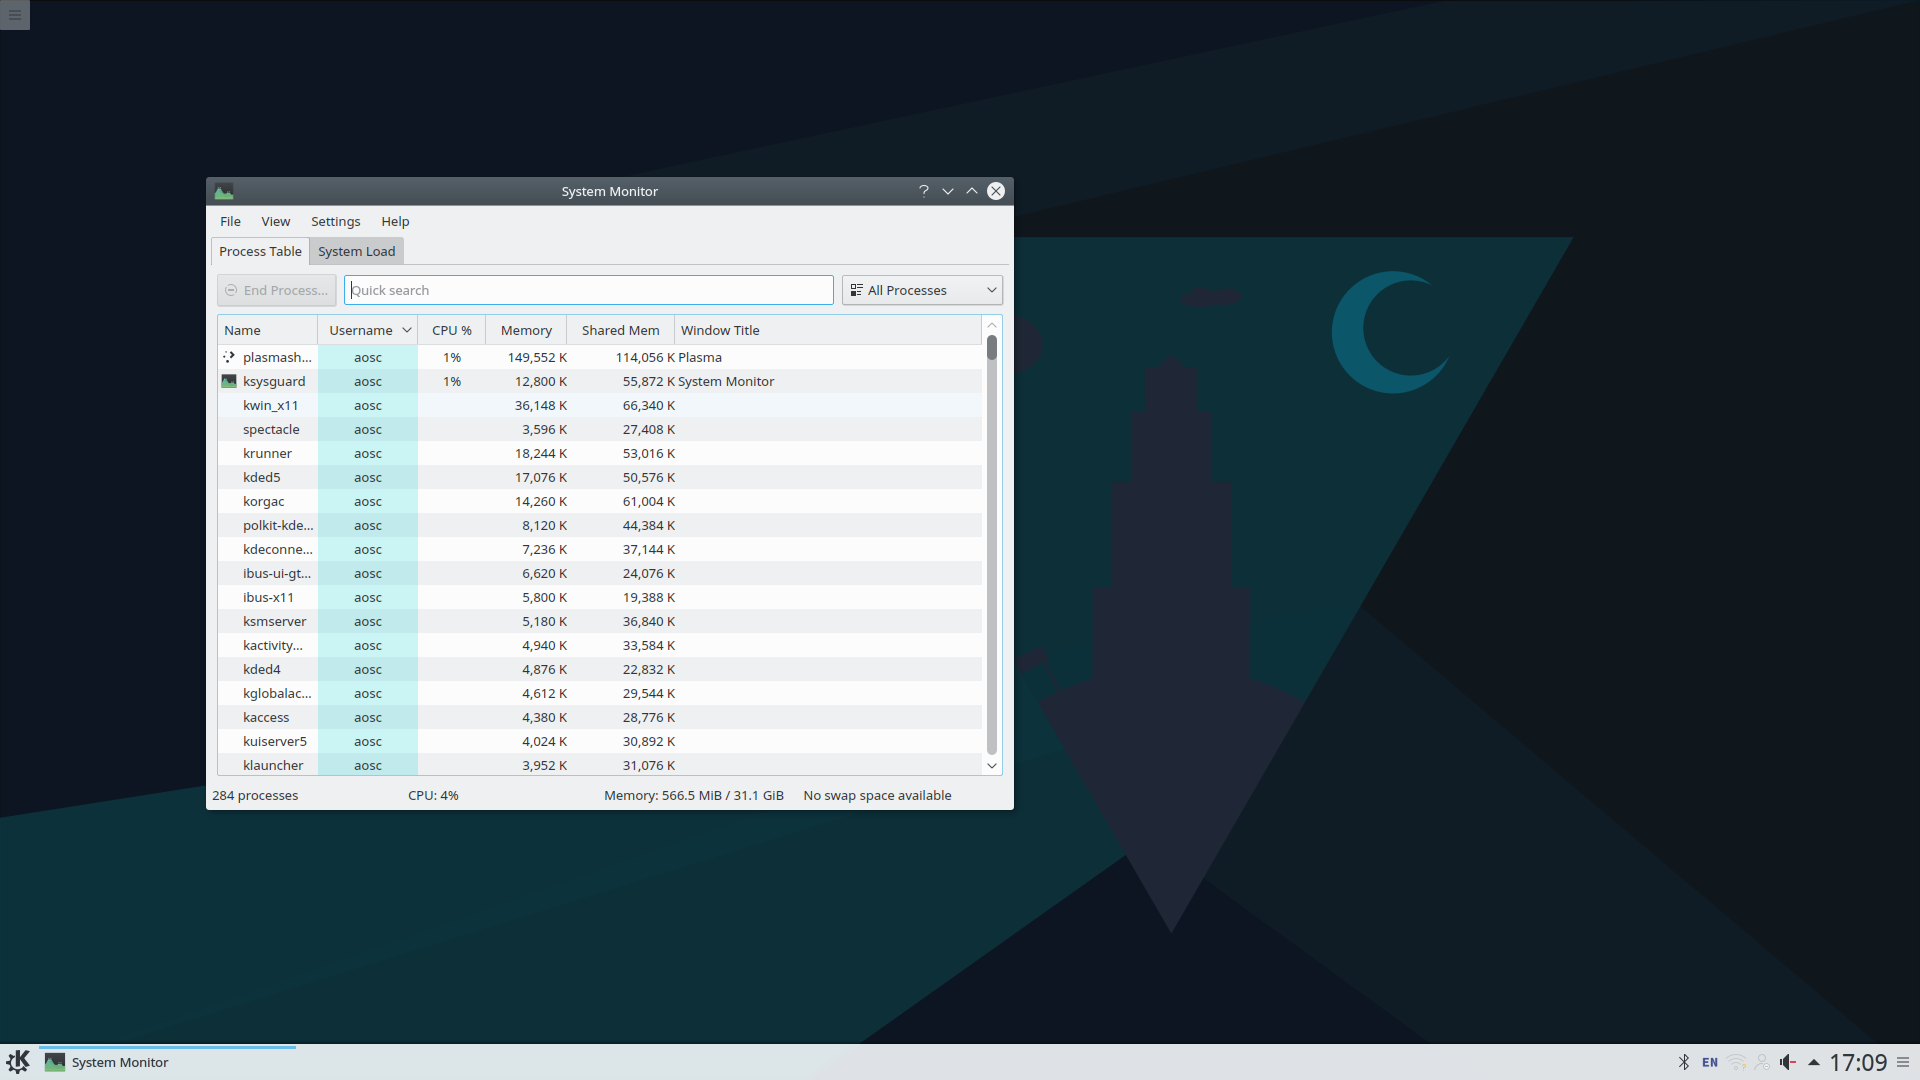 System Monitor
File View Settings Help
Process Table System Load
End Process... Quick search All Processes
Name Username CPU % Memory Shared Mem Window Title
plasmash... aosc 1% 149,552 K 114,056 K Plasma
ksysguard aosc 1% 12,800 K 55,872 K System Monitor
kwin_x11 aosc 36,148 K 66,340 K
spectacle aosc 3,596 K 27,408 K
krunner aosc 18,244 K 53,016 K
kded5 aosc 17,076 K 50,576 K
korgac aosc 14,260 K 61,004 K
polkit-kde... aosc 8,120 K 44,384 K
kdeconne... aosc 7,236 K 37,144 K
ibus-ui-gt... aosc 6,620 K 24,076 K
ibus-x11 aosc 5,800 K 19,388 K
ksmserver aosc 5,180 K 36,840 K
kactivity... aosc 4,940 K 33,584 K
kded4 aosc 4,876 K 22,832 K
kglobalac... aosc 4,612 K 29,544 K
kaccess aosc 4,380 K 28,776 K
kuiserver5 aosc 4,024 K 30,892 K
klauncher aosc 3,952 K 31,076 K
284 processes CPU: 4% Memory: 566.5 MiB / 31.1 GiB No swap space available
System Monitor EN 17:09